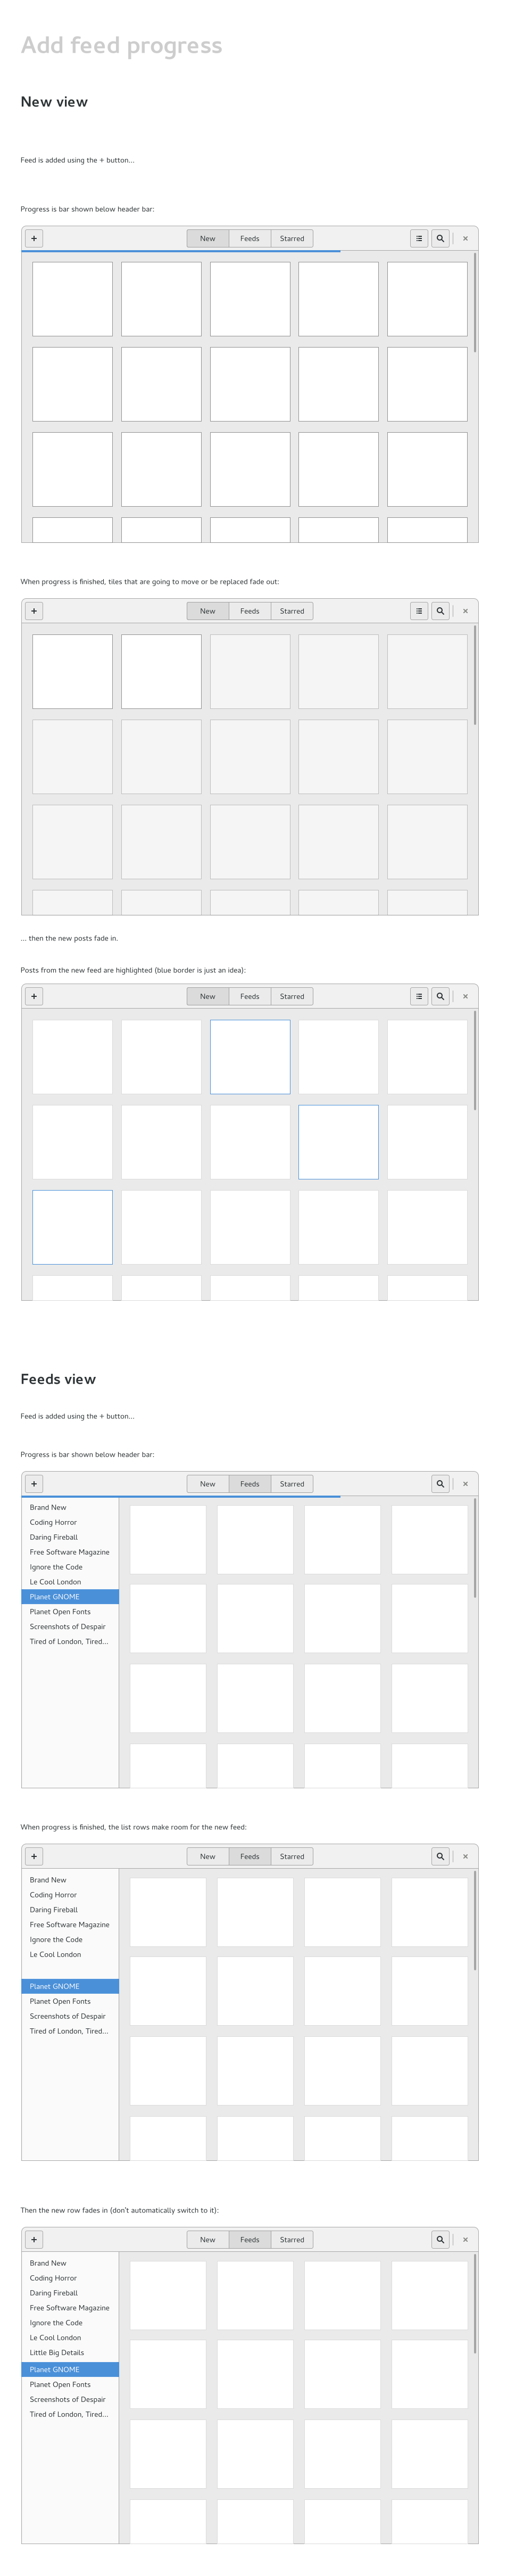 Add feed progress
New view
Feed is added using the + button...
Progress is bar shown below header bar:
New Feeds Starred
When progress is finished, tiles that are going to move or be replaced fade out:
New Feeds Starred
... then the new posts fade in.
Posts from the new feed are highlighted (blue border is just an idea):
New Feeds Starred
Feeds view
Feed is added using the + button...
Progress is bar shown below header bar:
New Feeds Starred
Brand New
Coding Horror
Daring Fireball
Free Software Magazine
Ignore the Code
Le Cool London
Planet GNOME
Planet Open Fonts
Screenshots of Despair
Tired of London, Tired...
When progress is finished, the list rows make room for the new feed:
New Feeds Starred
Brand New
Coding Horror
Daring Fireball
Free Software Magazine
Ignore the Code
Le Cool London
Planet GNOME
Planet Open Fonts
Screenshots of Despair
Tired of London, Tired...
Then the new row fades in (don't automatically switch to it):
New Feeds Starred
Brand New
Coding Horror
Daring Fireball
Free Software Magazine
Ignore the Code
Le Cool London
Little Big Details
Planet GNOME
Planet Open Fonts
Screenshots of Despair
Tired of London, Tired...